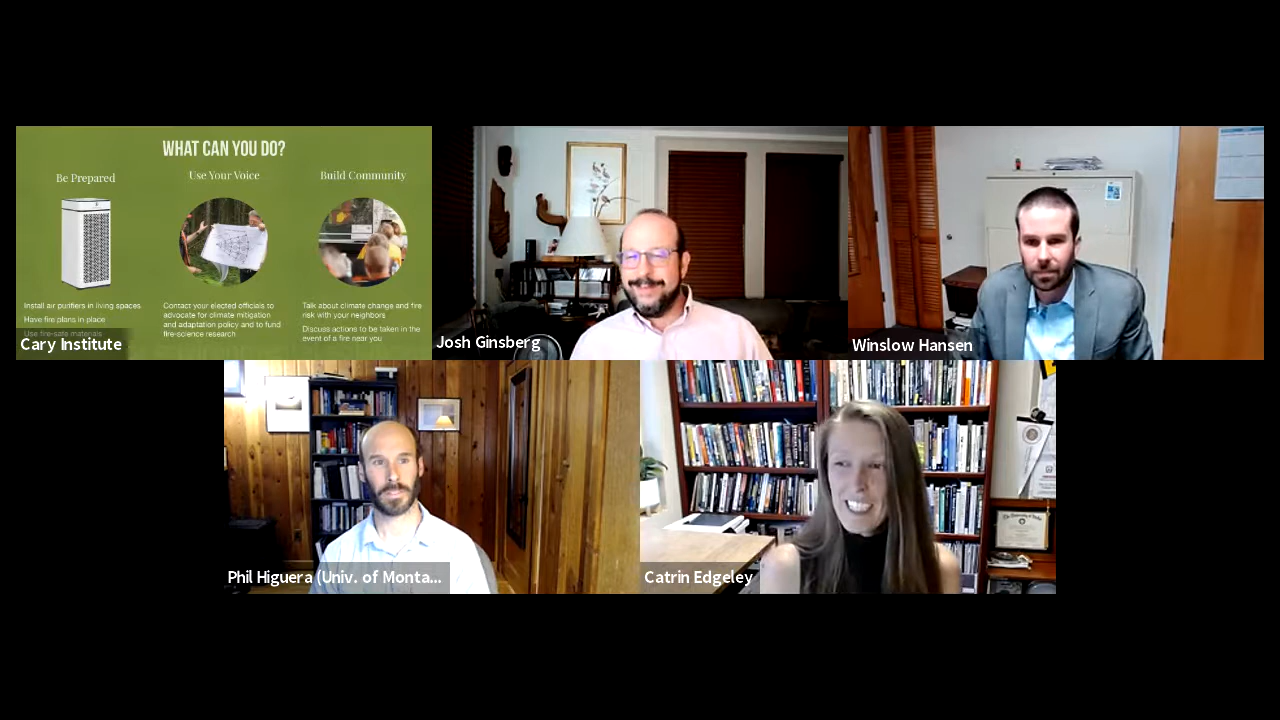 WHAT CAN YOU DO?
Be Prepared
Use Your Voice
Build Community
Install air purifiers in living spaces
Have fire plans in place
Use fire-safe materials
Contact your elected officials to
advocate for climate mitigation
and adaptation policy and to fund
fire-science research
Talk about climate change and fire
risk with your neighbors
Discuss actions to be taken in the
event of a fire near you
Cary Institute
Josh Ginsberg
Winslow Hansen
Phil Higuera (Univ. of Monta...
Catrin Edgeley